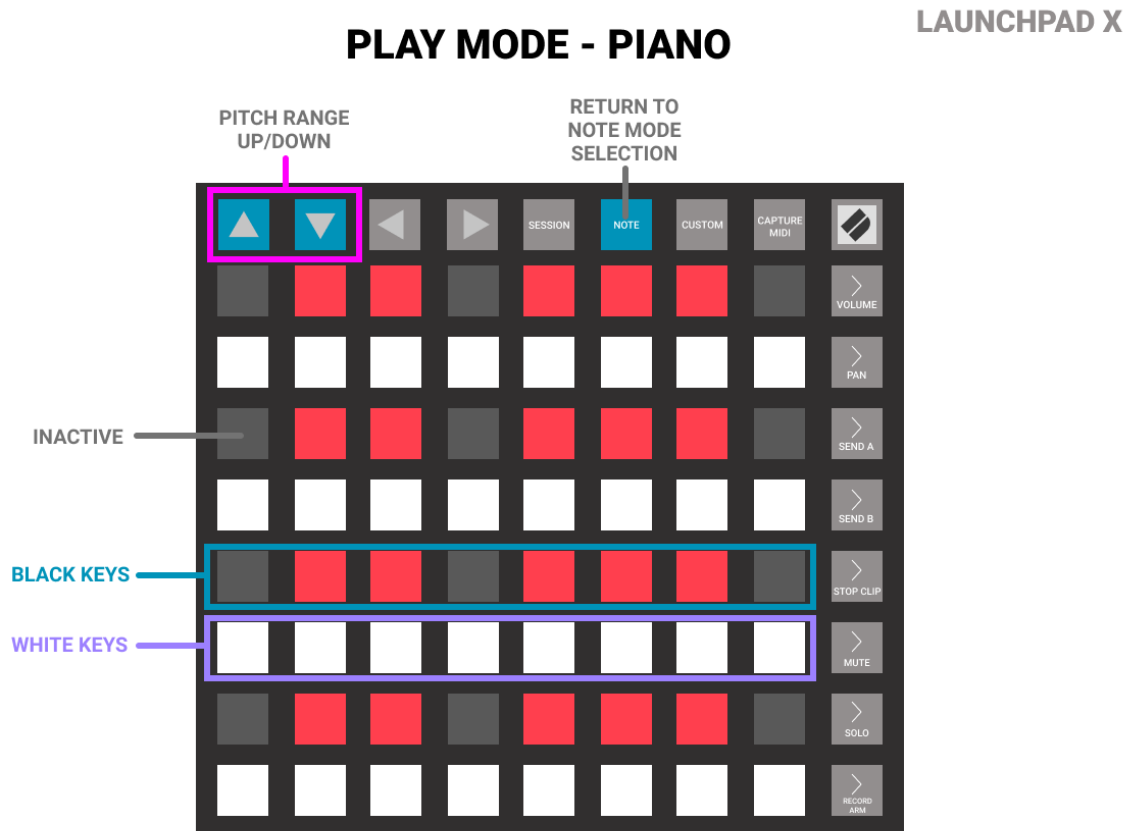 LAUNCHPAD X
PLAY MODE - PIANO
PITCH RANGE
UP/DOWN
RETURN TO
NOTE MODE
SELECTION
SESSION
NOTE
CUSTOM
CAPTURE
MIDI
VOLUME
PAN
INACTIVE
SEND A
SEND B
BLACK KEYS
STOP CLIP
WHITE KEYS
MUTE
SOLO
RECORD
ARM